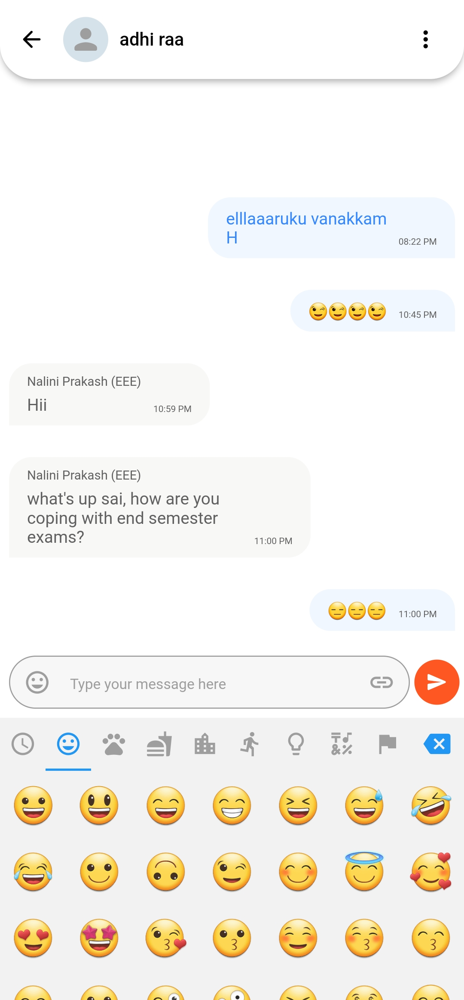 adhi raa
elllaaaruku vanakkam
H
08:22 PM
😉😉😉😉 10:45 PM
Nalini Prakash (EEE)
Hii
10:59 PM
Nalini Prakash (EEE)
what's up sai, how are you
coping with end semester
exams?
11:00 PM
😑😑😑 11:00 PM
Type your message here